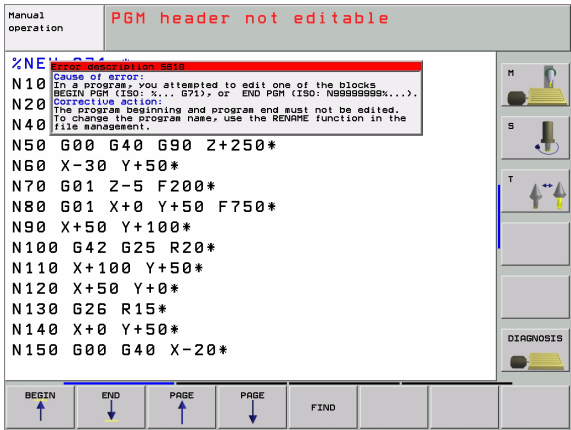 Manual
operation
PGM header not editable
%NEU G71 *
Error description 5618
Cause of error:
In a program, you attempted to edit one of the blocks
BEGIN PGM (ISO: %... G71), or END PGM (ISO: N99999999%...).
Corrective action:
The program beginning and program end must not be edited.
To change the program name, use the RENAME function in the
file management.
N10
N20
N40
N50 G00 G40 G90 Z+250*
N60 X-30 Y+50*
N70 G01 Z-5 F200*
N80 G01 X+0 Y+50 F750*
N90 X+50 Y+100*
N100 G42 G25 R20*
N110 X+100 Y+50*
N120 X+50 Y+0*
N130 G26 R15*
N140 X+0 Y+50*
N150 G00 G40 X-20*
M
S
T
DIAGNOSIS
BEGIN
END
PAGE
PAGE
FIND